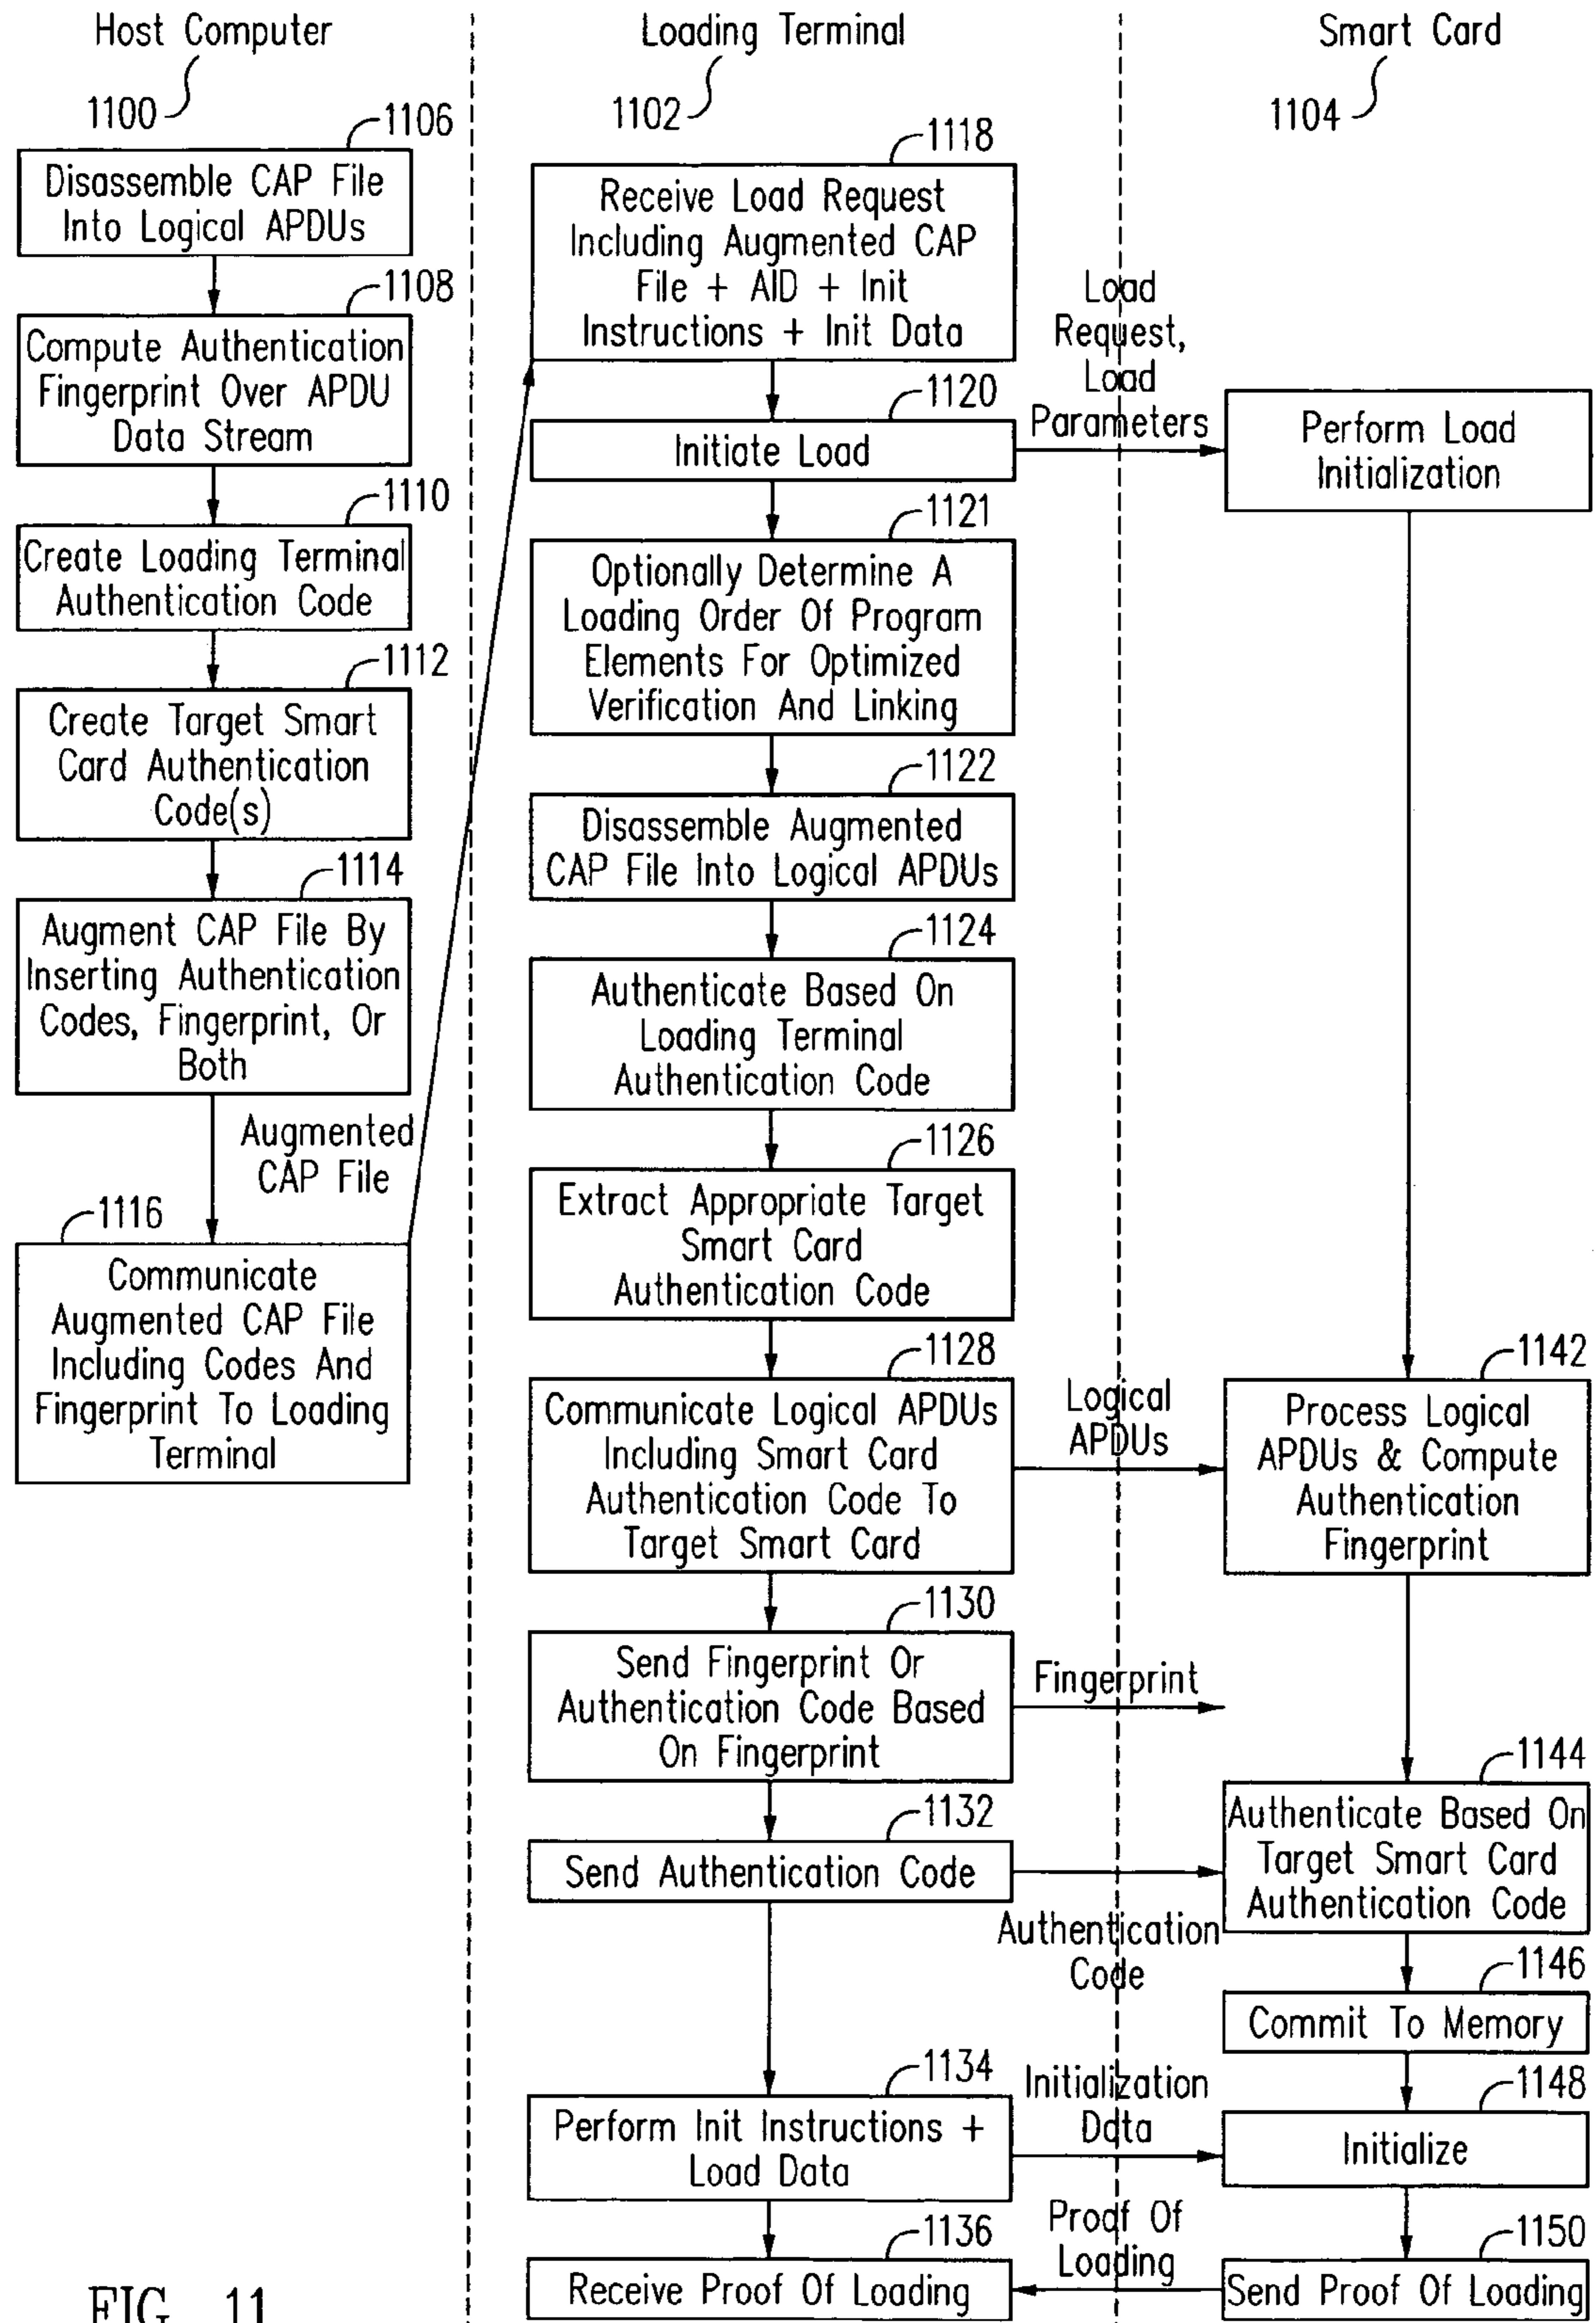 Host Computer
1100
1106
Disassemble CAP File
Into Logical APDUs
1108
Compute Authentication
Fingerprint Over APDU
Data Stream
1110
Create Loading Terminal
Authentication Code
1112
Create Target Smart
Card Authentication
Code(s)
1114
Augment CAP File By
Inserting Authentication
Codes, Fingerprint, Or
Both
Augmented
CAP File
1116
Communicate
Augmented CAP File
Including Codes And
Fingerprint To Loading
Terminal
Loading Terminal
1102
1118
Receive Load Request
Including Augmented CAP
File + AID + Init
Instructions + Init Data
1120
Initiate Load
Load
Request,
Load
Parameters
1121
Optionally Determine A
Loading Order Of Program
Elements For Optimized
Verification And Linking
1122
Disassemble Augmented
CAP File Into Logical APDUs
1124
Authenticate Based On
Loading Terminal
Authentication Code
1126
Extract Appropriate Target
Smart Card
Authentication Code
1128
Communicate Logical APDUs
Including Smart Card
Authentication Code To
Target Smart Card
Logical
APDUs
1130
Send Fingerprint Or
Authentication Code Based
On Fingerprint
Fingerprint
1132
Send Authentication Code
Authentication
Code
1134
Perform Init Instructions +
Load Data
Initialization
Data
1136
Receive Proof Of Loading
Proof Of
Loading
Smart Card
1104
Perform Load
Initialization
1142
Process Logical
APDUs & Compute
Authentication
Fingerprint
1144
Authenticate Based On
Target Smart Card
Authentication Code
1146
Commit To Memory
1148
Initialize
1150
Send Proof Of Loading
FIG. 11